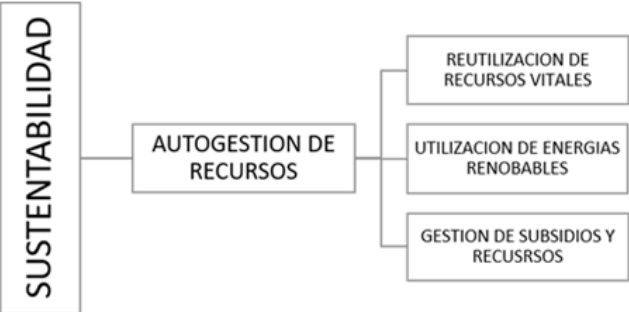 SUSTENTABILIDAD
AUTOGESTION DE
RECURSOS
REUTILIZACION DE
RECURSOS VITALES
UTILIZACION DE ENERGIAS
RENOBABLES
GESTION DE SUBSIDIOS Y
RECUSRSOS